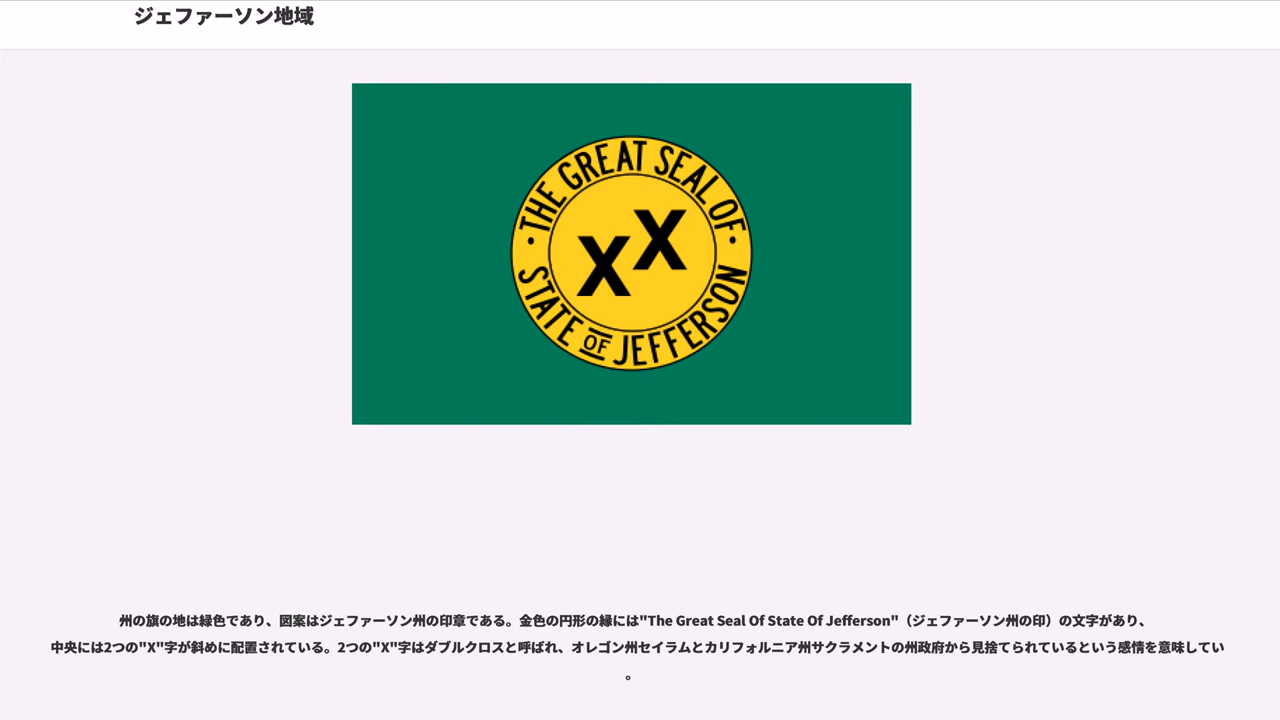 ジェファーソン地域
THE GREAT SEAL OF
XX
STATE OF JEFFERSON
州の旗の地は緑色であり、図案はジェファーソン州の印章である。金色の円形の縁には"The Great Seal Of State Of Jefferson"（ジェファーソン州の印）の文字があり、
中央には2つの"X"字が斜めに配置されている。2つの"X"字はダブルクロスと呼ばれ、オレゴン州セイラムとカリフォルニア州サクラメントの州政府から見捨てられているという感情を意味してい
。